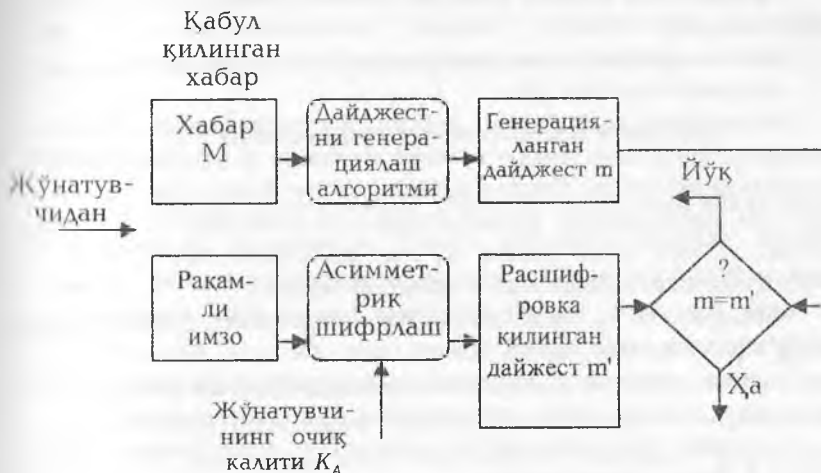 Қабул
қилинган
хабар
Хабар
М
Дайджест-
ни генера-
циялаш
алгоритми
Генерация-
ланган
дайджест m
Йўқ
Жўнатув-
чидан
Рақам-
ли
имзо
Асиммет-
рик
шифрлаш
Расшиф-
ровка
қилинган
дайжест m'
?
m=m'
Ҳа
Жўнатувчи-
нинг очиқ
калити K_A